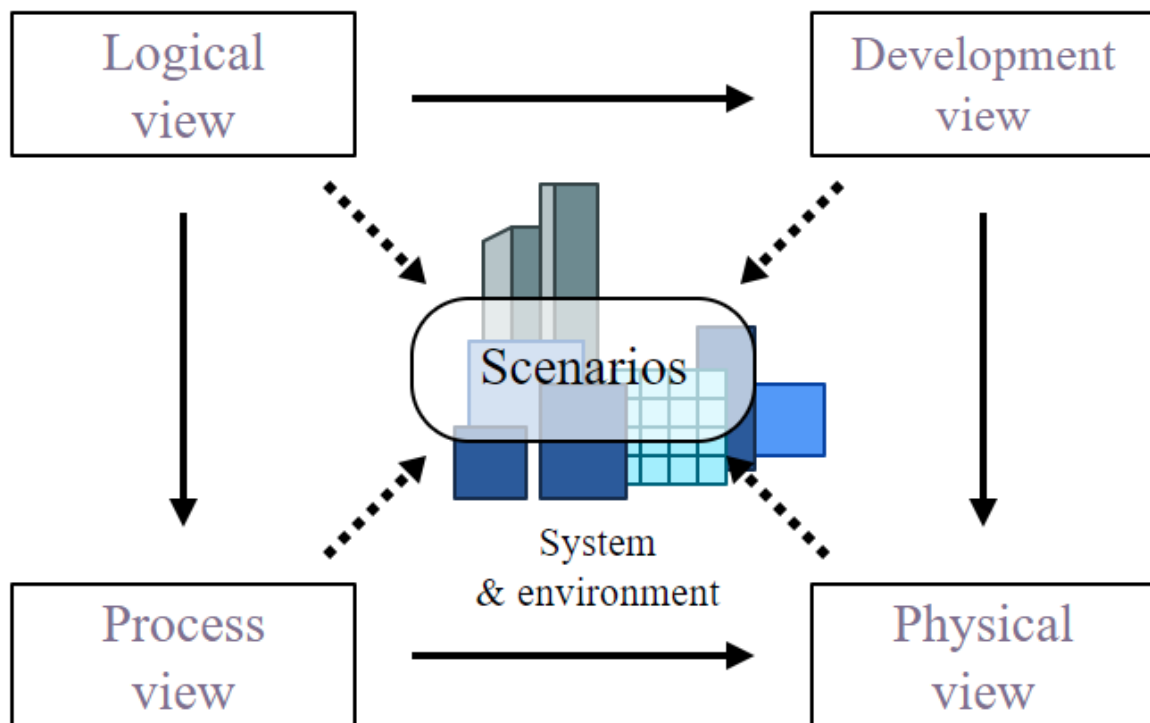 Logical
view
Development
view
Scenarios
System
& environment
Process
view
Physical
view